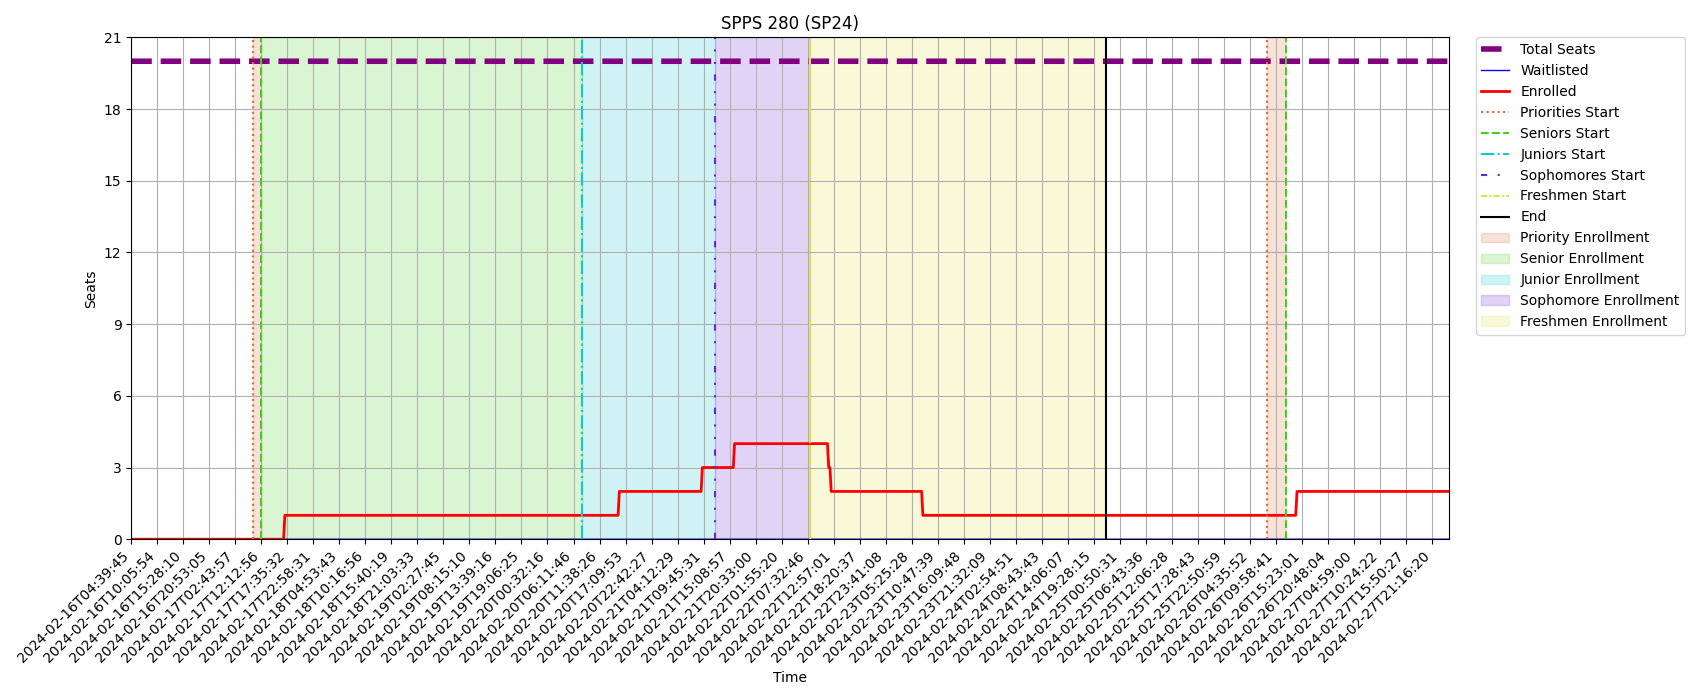 SPPS 280 (SP24)
Seats
21
18
15
12
9
6
3
0
2024-02-16T04:39:45
2024-02-16T10:05:54
2024-02-16T15:28:10
2024-02-16T20:53:05
2024-02-17T02:43:57
2024-02-17T12:12:56
2024-02-17T17:35:32
2024-02-17T22:58:31
2024-02-18T04:53:43
2024-02-18T10:16:56
2024-02-18T15:40:19
2024-02-18T21:03:33
2024-02-19T02:27:45
2024-02-19T08:15:10
2024-02-19T13:39:16
2024-02-19T19:06:25
2024-02-20T00:32:16
2024-02-20T06:11:46
2024-02-20T11:38:26
2024-02-20T17:09:53
2024-02-20T22:42:27
2024-02-21T04:12:29
2024-02-21T09:45:31
2024-02-21T15:08:57
2024-02-21T20:33:00
2024-02-22T01:55:20
2024-02-22T07:32:46
2024-02-22T12:57:01
2024-02-22T18:20:37
2024-02-22T23:41:08
2024-02-23T05:25:28
2024-02-23T10:47:39
2024-02-23T16:09:48
2024-02-23T21:32:09
2024-02-24T02:54:51
2024-02-24T08:43:43
2024-02-24T14:06:07
2024-02-24T19:28:15
2024-02-25T00:50:31
2024-02-25T06:43:36
2024-02-25T12:06:28
2024-02-25T17:28:43
2024-02-25T22:50:59
2024-02-26T04:35:52
2024-02-26T09:58:41
2024-02-26T15:23:01
2024-02-26T20:48:04
2024-02-27T04:59:00
2024-02-27T10:24:22
2024-02-27T15:50:27
2024-02-27T21:16:20
Time
Total Seats
Waitlisted
Enrolled
Priorities Start
Seniors Start
Juniors Start
Sophomores Start
Freshmen Start
End
Priority Enrollment
Senior Enrollment
Junior Enrollment
Sophomore Enrollment
Freshmen Enrollment